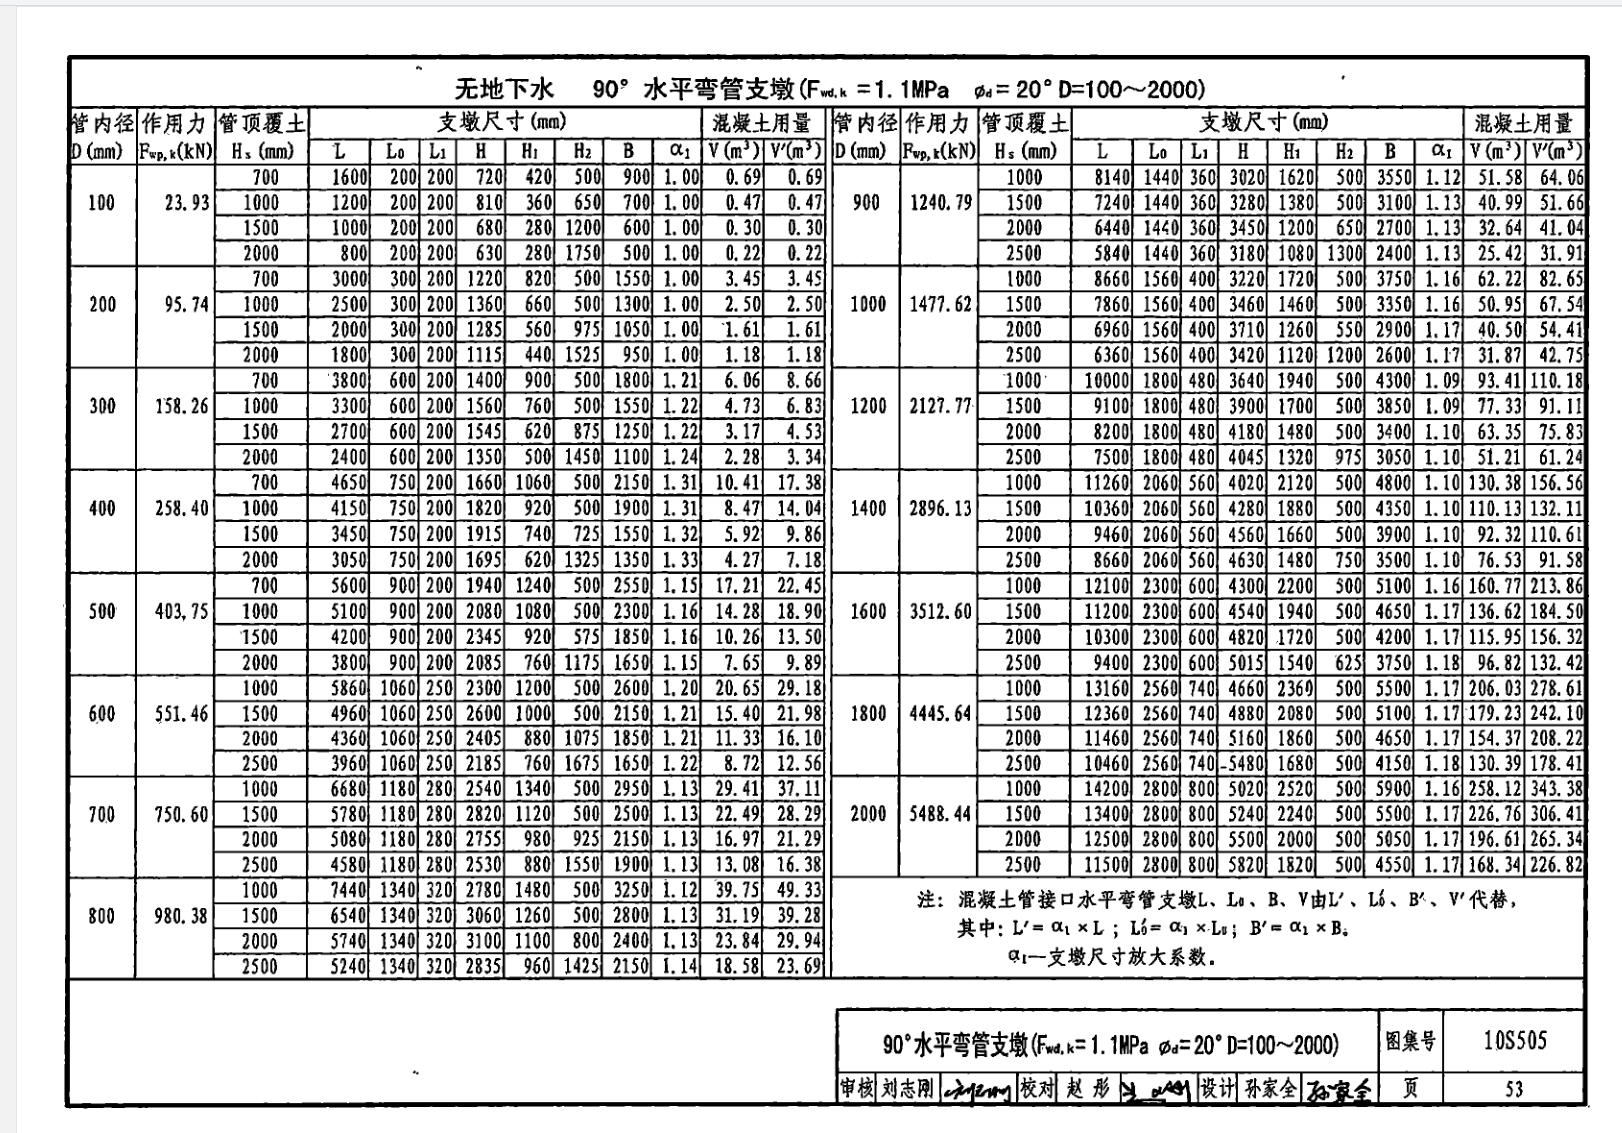 无地下水 90° 水平弯管支墩(Fwd,k =1.1MPa ød=20° D=100～2000)
管内径 作用力 管顶覆土 支墩尺寸(mm) 混凝土用量 管内径 作用力 管顶覆土 支墩尺寸(mm) 混凝土用量
D(mm) Fwp,k(kN) Hs (mm) L L0 L1 H H1 H2 B α1 V(m³) V'(m³) D(mm) Fwp,k(kN) Hs (mm) L L0 L1 H H1 H2 B α1 V(m³) V'(m³)
700 1600 200 200 720 420 500 900 1.00 0.69 0.69 1000 8140 1440 360 3020 1620 500 3550 1.12 51.58 64.06
100 23.93 1000 1200 200 200 810 360 650 700 1.00 0.47 0.47 900 1240.79 1500 7240 1440 360 3280 1380 500 3100 1.13 40.99 51.66
1500 1000 200 200 680 280 1200 600 1.00 0.30 0.30 2000 6440 1440 360 3450 1200 650 2700 1.13 32.64 41.04
2000 800 200 200 630 280 1750 500 1.00 0.22 0.22 2500 5840 1440 360 3180 1080 1300 2400 1.13 25.42 31.91
700 3000 300 200 1220 820 500 1550 1.00 3.45 3.45 1000 8660 1560 400 3220 1720 500 3750 1.16 62.22 82.65
200 95.74 1000 2500 300 200 1360 660 500 1300 1.00 2.50 2.50 1000 1477.62 1500 7860 1560 400 3460 1460 500 3350 1.16 50.95 67.54
1500 2000 300 200 1285 560 975 1050 1.00 1.61 1.61 2000 6960 1560 400 3710 1260 550 2900 1.17 40.50 54.41
2000 1800 300 200 1115 440 1525 950 1.00 1.18 1.18 2500 6360 1560 400 3420 1120 1200 2600 1.17 31.87 42.75
700 3800 600 200 1400 900 500 1800 1.21 6.06 8.66 1000 10000 1800 480 3640 1940 500 4300 1.09 93.41 110.18
300 158.26 1000 3300 600 200 1560 760 500 1550 1.22 4.73 6.83 1200 2127.77 1500 9100 1800 480 3900 1700 500 3850 1.09 77.33 91.11
1500 2700 600 200 1545 620 875 1250 1.22 3.17 4.53 2000 8200 1800 480 4180 1480 500 3400 1.10 63.35 75.83
2000 2400 600 200 1350 500 1450 1100 1.24 2.28 3.34 2500 7500 1800 480 4045 1320 975 3050 1.10 51.21 61.24
700 4650 750 200 1660 1060 500 2150 1.31 10.41 17.38 1000 11260 2060 560 4020 2120 500 4800 1.10 130.38 156.56
400 258.40 1000 4150 750 200 1820 920 500 1900 1.31 8.47 14.04 1400 2896.13 1500 10360 2060 560 4280 1880 500 4350 1.10 110.13 132.11
1500 3450 750 200 1915 740 725 1550 1.32 5.92 9.86 2000 9460 2060 560 4560 1660 500 3900 1.10 92.32 110.61
2000 3050 750 200 1695 620 1325 1350 1.33 4.27 7.18 2500 8660 2060 560 4630 1480 750 3500 1.10 76.53 91.58
700 5600 900 200 1940 1240 500 2550 1.15 17.21 22.45 1000 12100 2300 600 4300 2200 500 5100 1.16 160.77 213.86
500 403,75 1000 5100 900 200 2080 1080 500 2300 1.16 14.28 18.90 1600 3512.60 1500 11200 2300 600 4540 1940 500 4650 1.17 136.62 184.50
1500 4200 900 200 2345 920 575 1850 1.16 10.26 13.50 2000 10300 2300 600 4820 1720 500 4200 1.17 115.95 156.32
2000 3800 900 200 2085 760 1175 1650 1.15 7.65 9.89 2500 9400 2300 600 5015 1540 625 3750 1.18 96.82 132.42
1000 5860 1060 250 2300 1200 500 2600 1.20 20.65 29.18 1000 13160 2560 740 4660 2360 500 5500 1.17 206.03 278.61
600 551.46 1500 4960 1060 250 2600 1000 500 2150 1.21 15.40 21.98 1800 4445.64 1500 12360 2560 740 4880 2080 500 5100 1.17 179.23 242.10
2000 4360 1060 250 2405 880 1075 1850 1.21 11.33 16.10 2000 11460 2560 740 5160 1860 500 4650 1.17 154.37 208.22
2500 3960 1060 250 2185 760 1675 1650 1.22 8.72 12.56 2500 10460 2560 740 5480 1680 500 4150 1.18 130.39 178.41
1000 6680 1180 280 2540 1340 500 2950 1.13 29.41 37.11 1000 14200 2800 800 5020 2520 500 5900 1.16 258.12 343.38
700 750.60 1500 5780 1180 280 2820 1120 500 2500 1.13 22.49 28.29 2000 5488.44 1500 13400 2800 800 5240 2240 500 5500 1.17 226.76 306.41
2000 5080 1180 280 2755 980 925 2150 1.13 16.97 21.29 2000 12500 2800 800 5500 2000 500 5050 1.17 196.61 265.34
2500 4580 1180 280 2530 880 1550 1900 1.13 13.08 16.38 2500 11500 2800 800 5820 1820 500 4550 1.17 168.34 226.82
1000 7440 1340 320 2780 1480 500 3250 1.12 39.75 49.33
800 980.38 1500 6540 1340 320 3060 1260 500 2800 1.13 31.19 39.28
2000 5740 1340 320 3100 1100 800 2400 1.13 23.84 29.94
2500 5240 1340 320 2835 960 1425 2150 1.14 18.58 23.69
注：混凝土管接口水平弯管支墩L、L0、B、V由L'、L0'、B'、V'代替，
其中：L'= α1 × L ; L0'= α1 × L0 ; B'= α1 × B。
α1—支墩尺寸放大系数.
90°水平弯管支墩(Fwd,k=1.1MPa ød=20° D=100～2000) 图集号 10S505
审核 刘志刚 校对 赵彤 设计 孙家全 孙家全 页 53